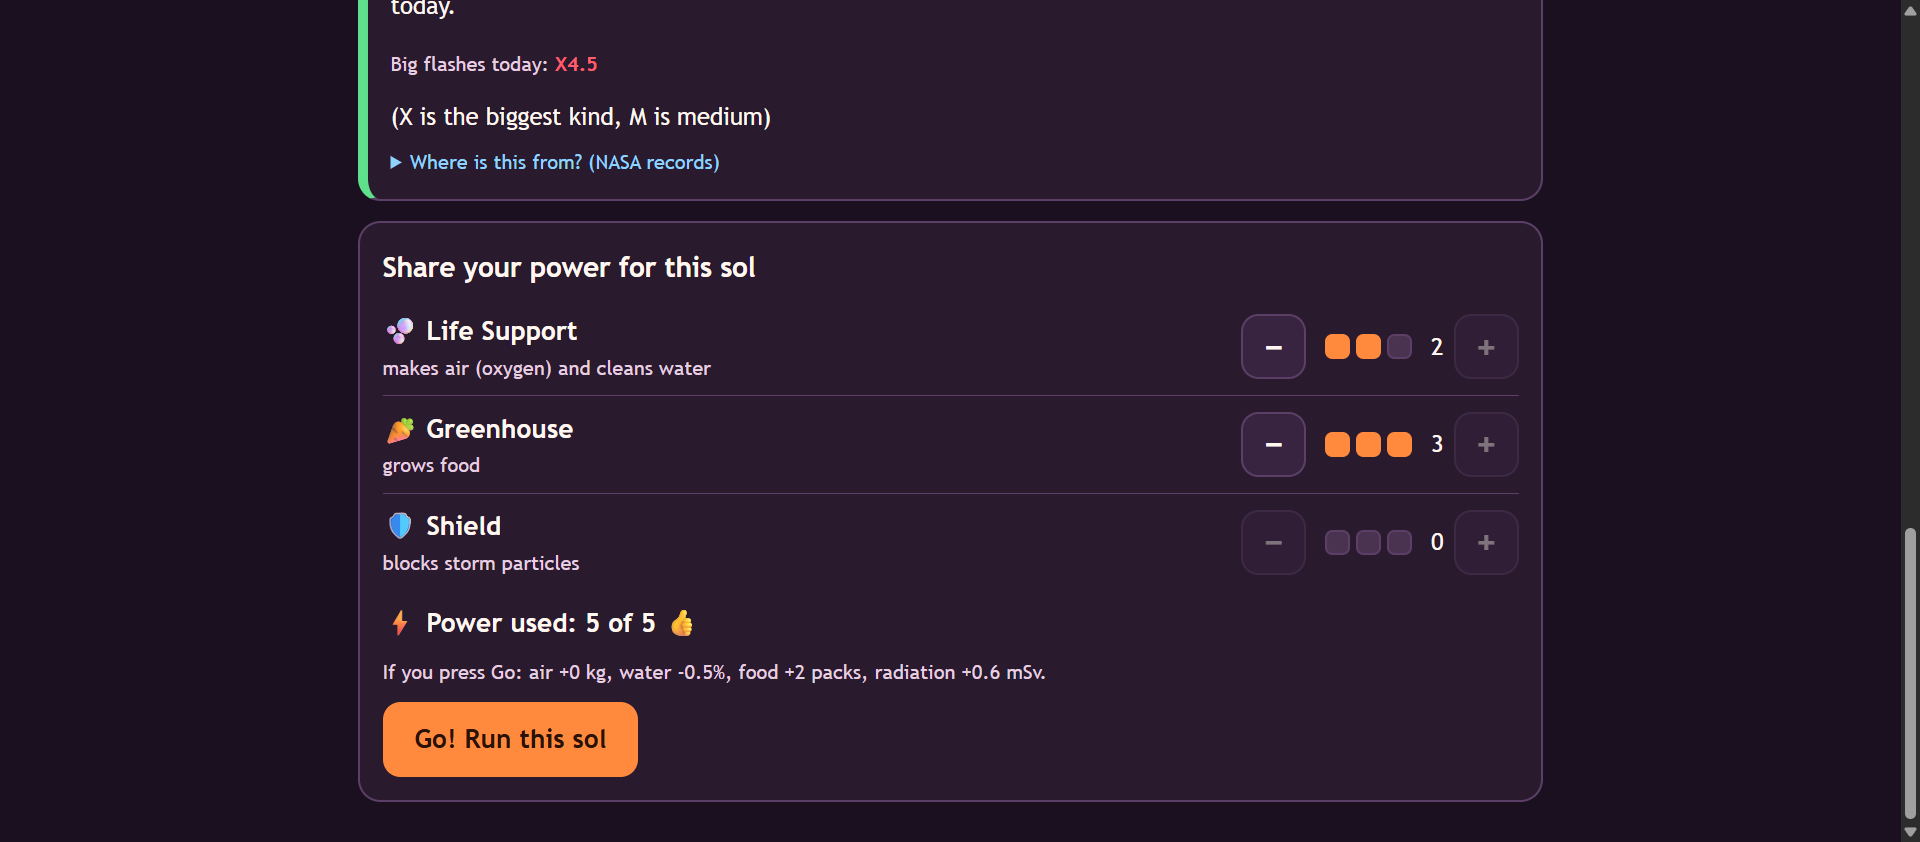 today.
Big flashes today: X4.5
(X is the biggest kind, M is medium)
▶ Where is this from? (NASA records)
Share your power for this sol
Life Support
makes air (oxygen) and cleans water
− 2 +
Greenhouse
grows food
− 3 +
Shield
blocks storm particles
− 0 +
Power used: 5 of 5 👍
If you press Go: air +0 kg, water -0.5%, food +2 packs, radiation +0.6 mSv.
Go! Run this sol